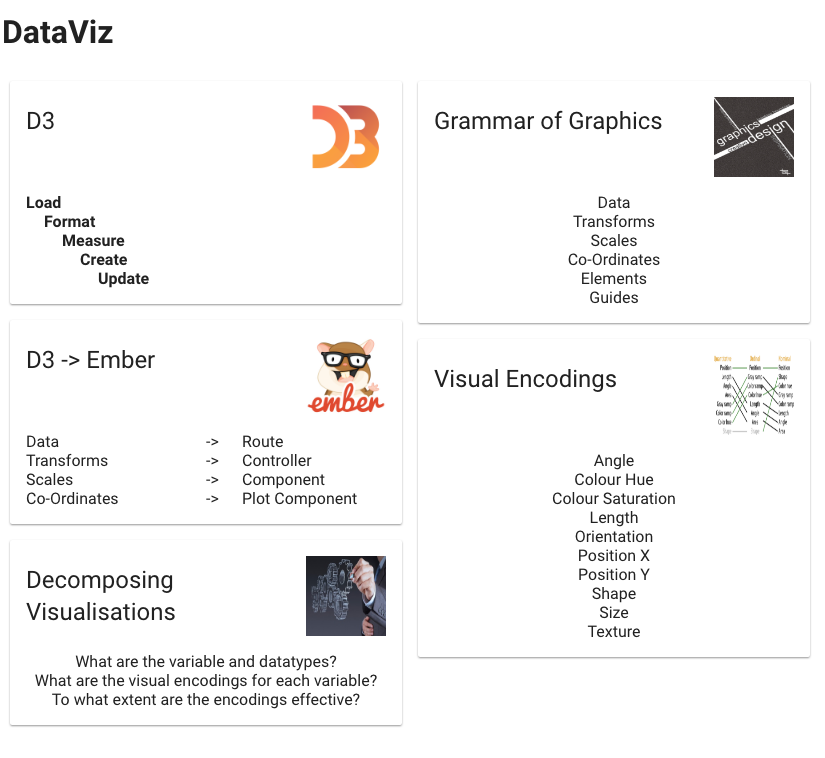 DataViz
D3
Load
Format
Measure
Create
Update
D3 -> Ember
ember
Data -> Route
Transforms -> Controller
Scales -> Component
Co-Ordinates -> Plot Component
Decomposing
Visualisations
What are the variable and datatypes?
What are the visual encodings for each variable?
To what extent are the encodings effective?
Grammar of Graphics
graphics
design
Data
Transforms
Scales
Co-Ordinates
Elements
Guides
Visual Encodings
Position Position Position
Angle
Colour Hue
Colour Saturation
Length
Orientation
Position X
Position Y
Shape
Size
Texture